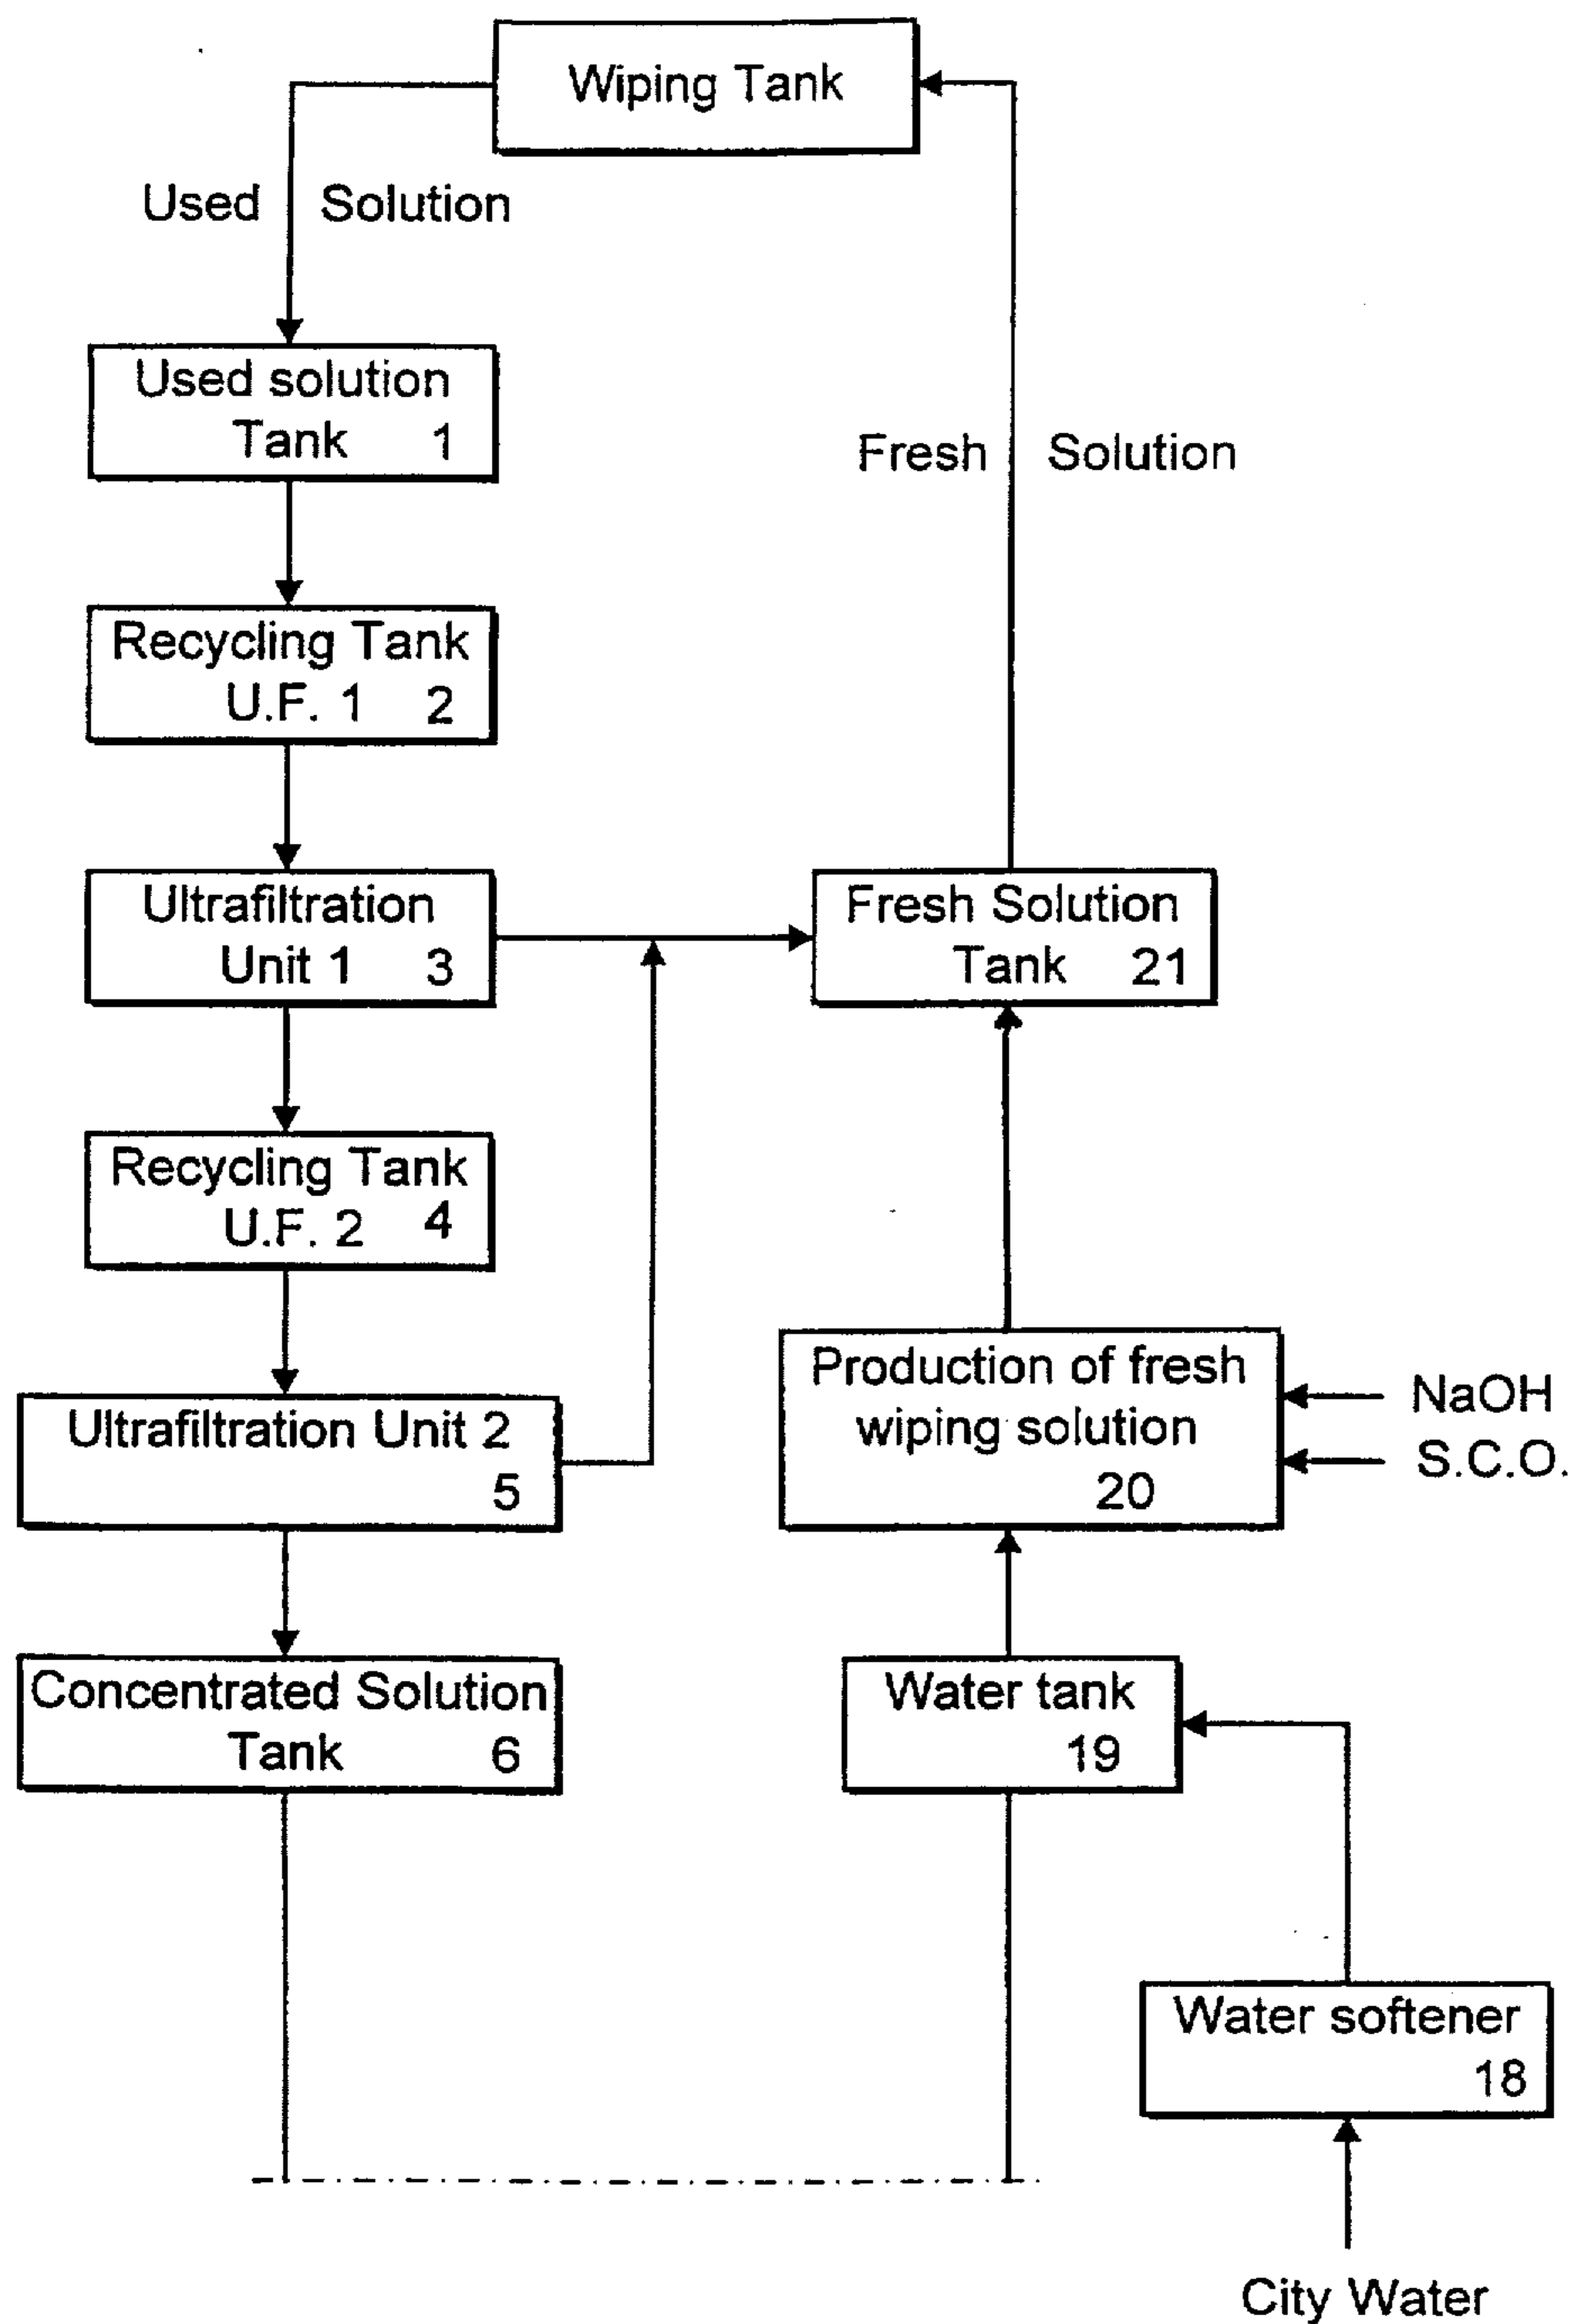 Wiping Tank
Used Solution
Used solution
Tank 1
Fresh Solution
Recycling Tank
U.F. 1 2
Ultrafiltration
Unit 1 3
Fresh Solution
Tank 21
Recycling Tank
U.F. 2 4
Production of fresh
wiping solution
20
NaOH
S.C.O.
Ultrafiltration Unit 2
5
Concentrated Solution
Tank 6
Water tank
19
Water softener
18
City Water